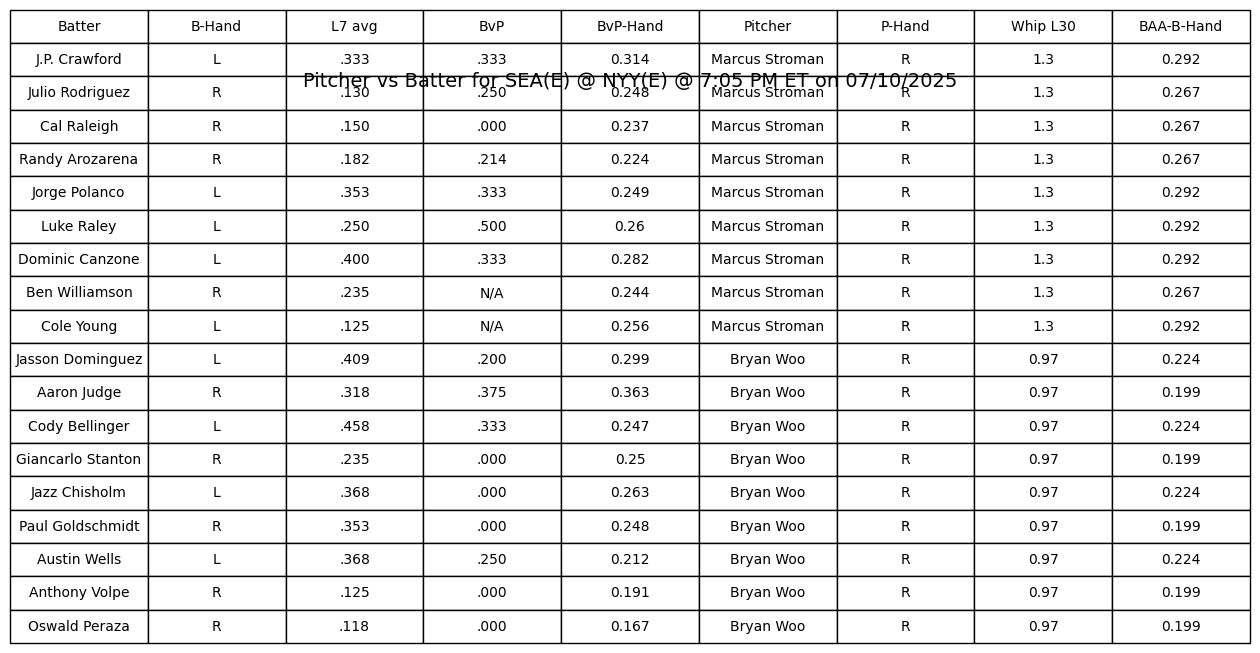 Batter B-Hand L7 avg BvP BvP-Hand Pitcher P-Hand Whip L30 BAA-B-Hand
J.P. Crawford L .333 .333 0.314 Marcus Stroman R 1.3 0.292
Pitcher vs Batter for SEA(E) @ NYY(E) @ 7:05 PM ET on 07/10/2025
Julio Rodriguez R .130 .250 0.248 Marcus Stroman R 1.3 0.267
Cal Raleigh R .150 .000 0.237 Marcus Stroman R 1.3 0.267
Randy Arozarena R .182 .214 0.224 Marcus Stroman R 1.3 0.267
Jorge Polanco L .353 .333 0.249 Marcus Stroman R 1.3 0.292
Luke Raley L .250 .500 0.26 Marcus Stroman R 1.3 0.292
Dominic Canzone L .400 .333 0.282 Marcus Stroman R 1.3 0.292
Ben Williamson R .235 N/A 0.244 Marcus Stroman R 1.3 0.267
Cole Young L .125 N/A 0.256 Marcus Stroman R 1.3 0.292
Jasson Dominguez L .409 .200 0.299 Bryan Woo R 0.97 0.224
Aaron Judge R .318 .375 0.363 Bryan Woo R 0.97 0.199
Cody Bellinger L .458 .333 0.247 Bryan Woo R 0.97 0.224
Giancarlo Stanton R .235 .000 0.25 Bryan Woo R 0.97 0.199
Jazz Chisholm L .368 .000 0.263 Bryan Woo R 0.97 0.224
Paul Goldschmidt R .353 .000 0.248 Bryan Woo R 0.97 0.199
Austin Wells L .368 .250 0.212 Bryan Woo R 0.97 0.224
Anthony Volpe R .125 .000 0.191 Bryan Woo R 0.97 0.199
Oswald Peraza R .118 .000 0.167 Bryan Woo R 0.97 0.199